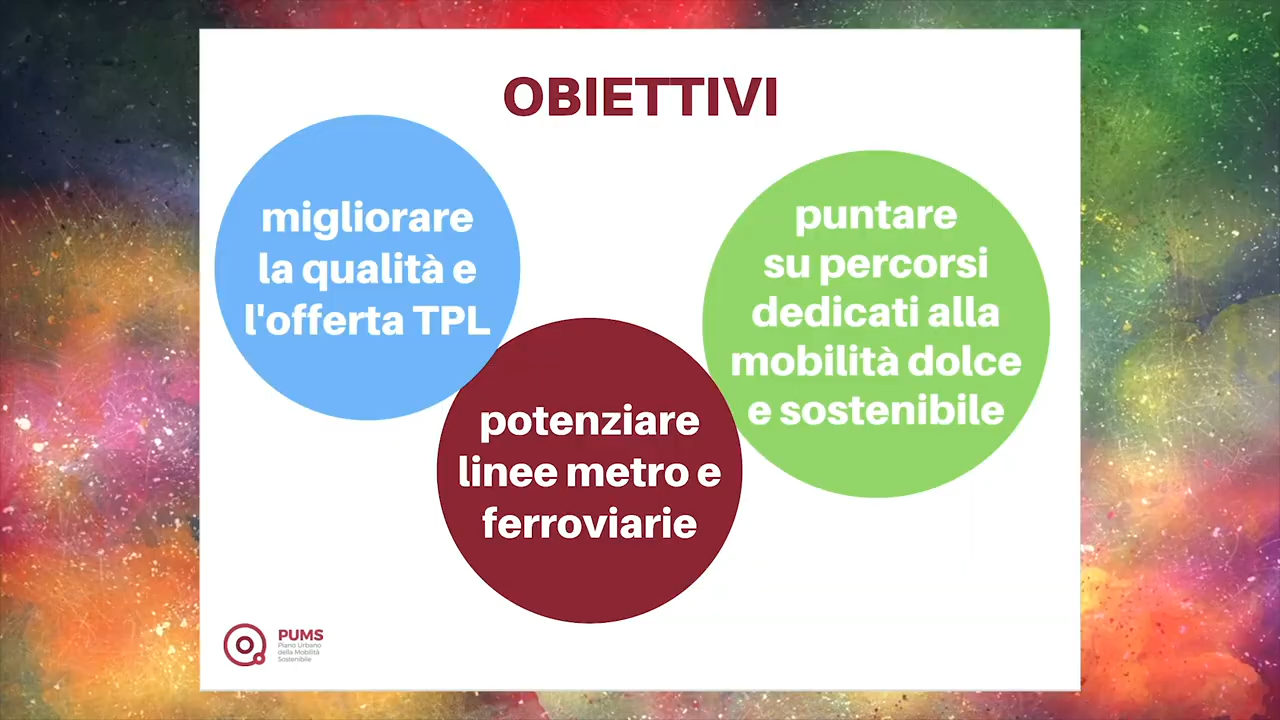 OBIETTIVI
migliorare
la qualità e
l'offerta TPL
potenziare
linee metro e
ferroviarie
puntare
su percorsi
dedicati alla
mobilità dolce
e sostenibile
PUMS
Piano Urbano
della Mobilità
Sostenibile